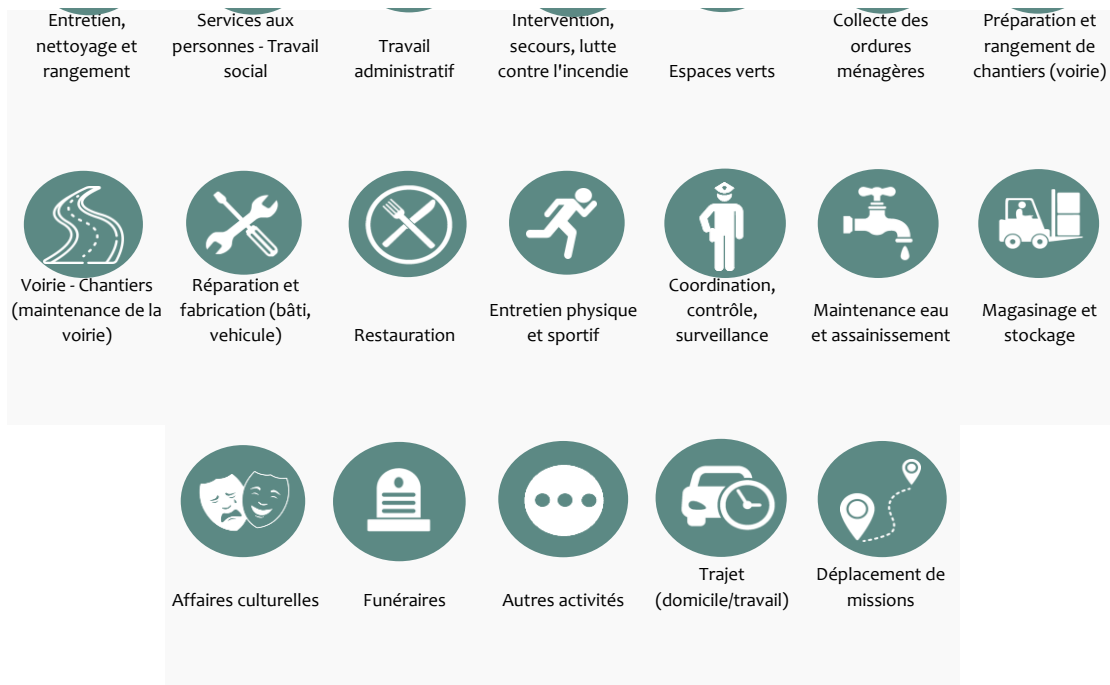 Entretien,
nettoyage et
rangement
Services aux
personnes - Travail
social
Travail
administratif
Intervention,
secours, lutte
contre l'incendie
Espaces verts
Collecte des
ordures
ménagères
Préparation et
rangement de
chantiers (voirie)
Voirie - Chantiers
(maintenance de la
voirie)
Réparation et
fabrication (bâti,
vehicule)
Restauration
Entretien physique
et sportif
Coordination,
contrôle,
surveillance
Maintenance eau
et assainissement
Magasinage et
stockage
Affaires culturelles
Funéraires
Autres activités
Trajet
(domicile/travail)
Déplacement de
missions